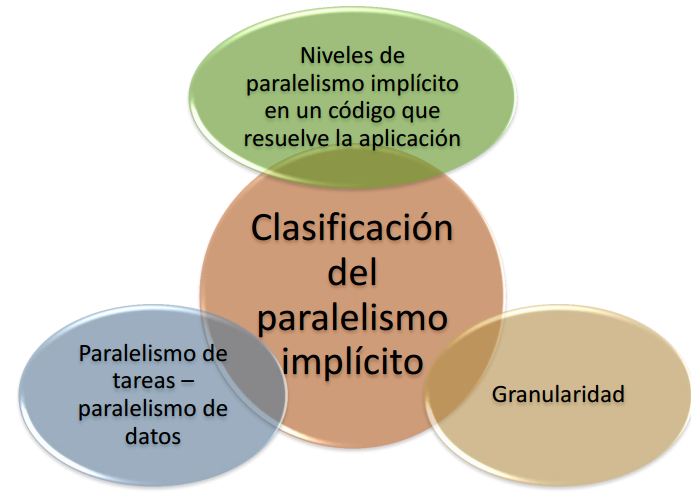 Niveles de
paralelismo implícito
en un código que
resuelve la aplicación
Clasificación
del
paralelismo
implícito
Paralelismo de
tareas –
paralelismo de
datos
Granularidad